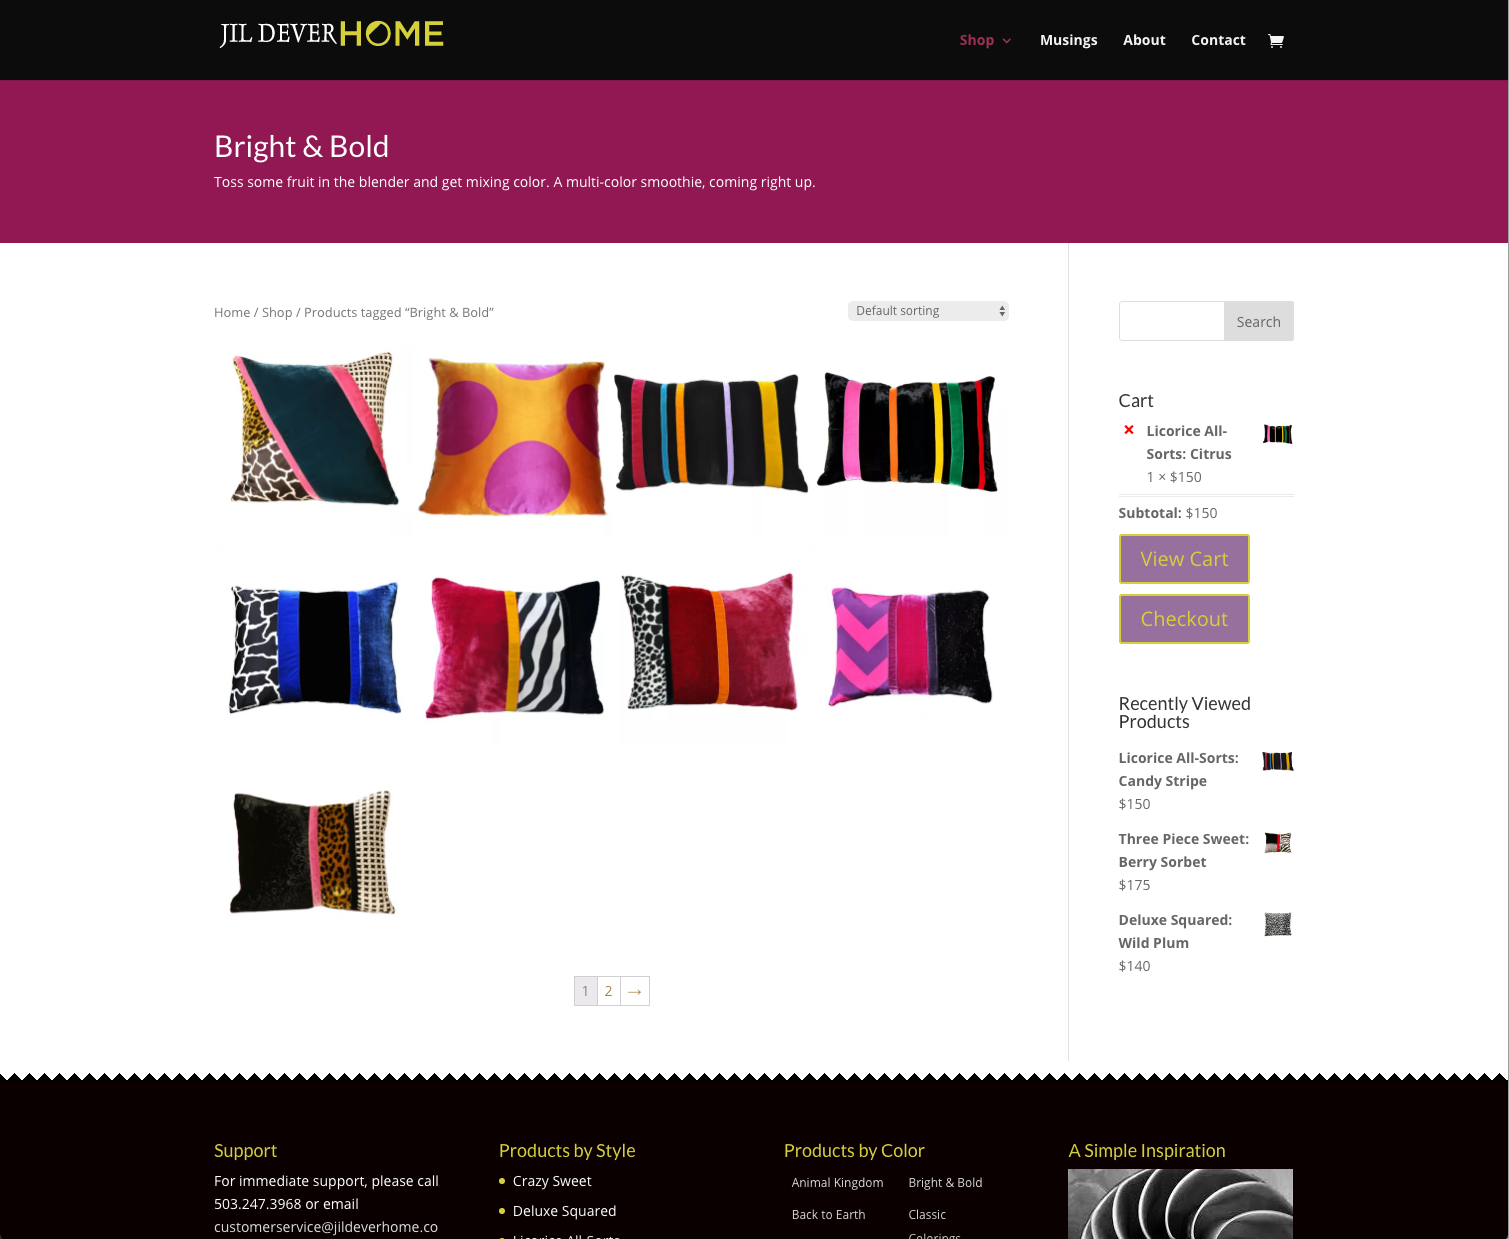 JIL DEVER HOME
Shop
Musings
About
Contact
Bright & Bold
Toss some fruit in the blender and get mixing color. A multi-color smoothie, coming right up.
Home / Shop / Products tagged “Bright & Bold”
Default sorting
Search
Cart
× Licorice All-
Sorts: Citrus
1 × $150
Subtotal: $150
View Cart
Checkout
Recently Viewed
Products
Licorice All-Sorts:
Candy Stripe
$150
Three Piece Sweet:
Berry Sorbet
$175
Deluxe Squared:
Wild Plum
$140
1 2 →
Support
For immediate support, please call
503.247.3968 or email
customerservice@jildeverhome.co
Products by Style
Crazy Sweet
Deluxe Squared
Licorice All-Sorts
Products by Color
Animal Kingdom
Back to Earth
Bright & Bold
Classic
Colorings
A Simple Inspiration